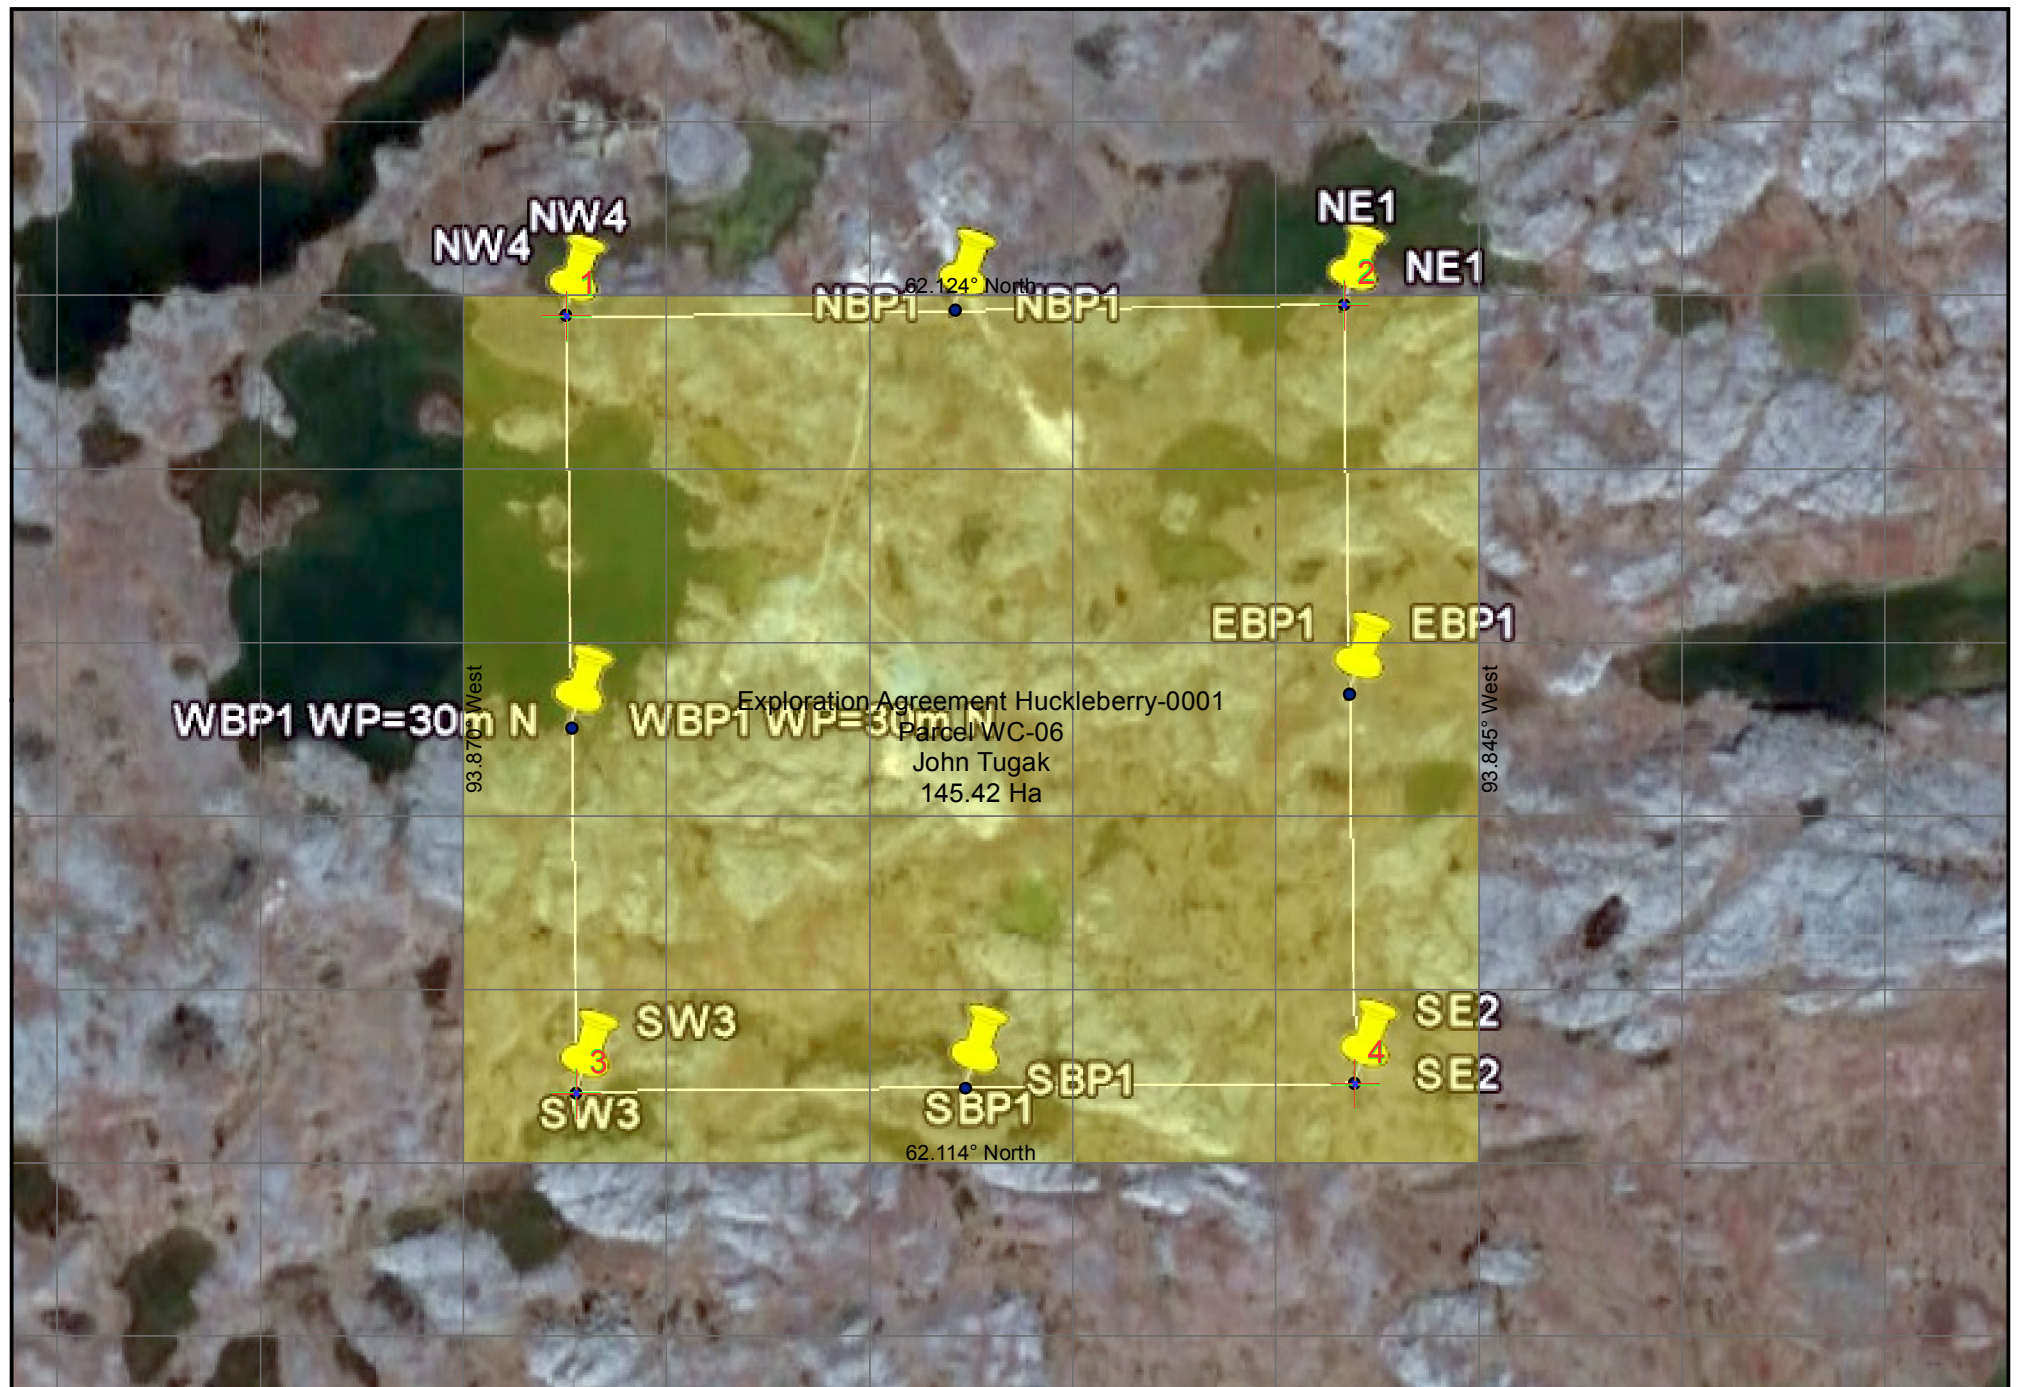 NW4
NW4
NE1
NE1
1
2
62.124° North
NBP1
NBP1
EBP1
EBP1
93.870° West
93.845° West
WBP1 WP=30m N
WBP1 WP=30m N
Exploration Agreement Huckleberry-0001
Parcel WC-06
John Tugak
145.42 Ha
SW3
SW3
3
SBP1
SBP1
SE2
SE2
4
62.114° North